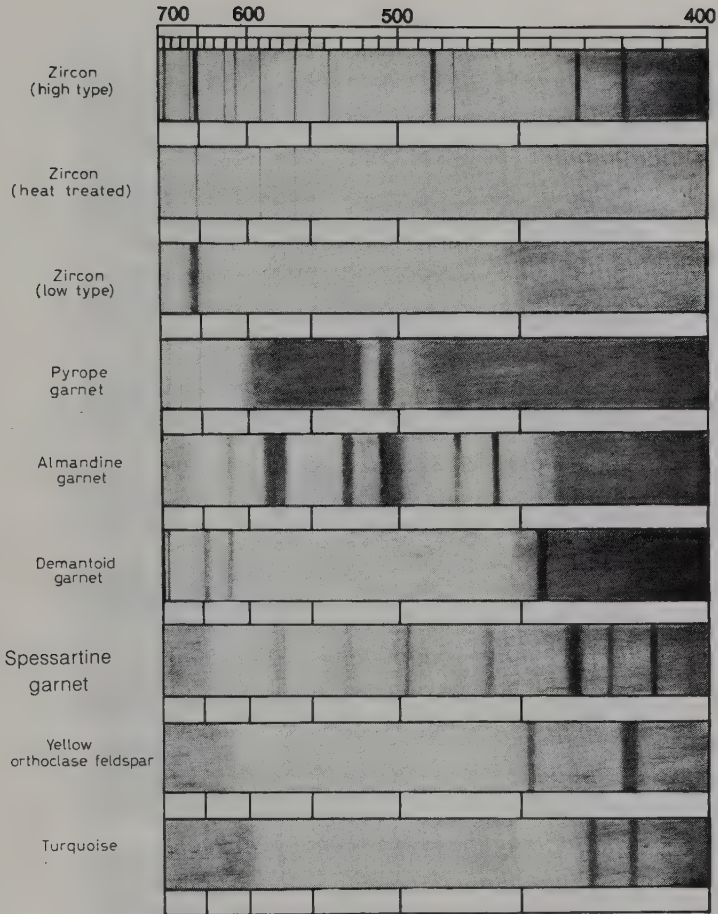 700 600 500 400
Zircon
(high type)
Zircon
(heat treated)
Zircon
(low type)
Pyrope
garnet
Almandine
garnet
Demantoid
garnet
Spessartine
garnet
Yellow
orthoclase feldspar
Turquoise